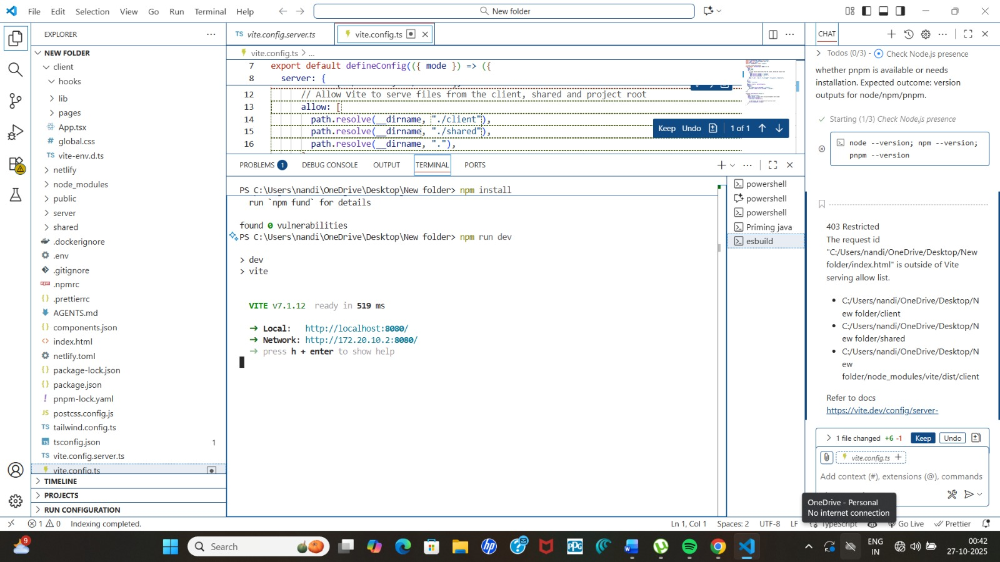 File Edit Selection View Go Run Terminal Help
New folder
EXPLORER
NEW FOLDER
client
hooks
lib
pages
App.tsx
global.css
TS vite-env.d.ts
netlify
node_modules
public
server
shared
.dockerignore
.env
.gitignore
.npmrc
.prettierrc
AGENTS.md
components.json
index.html
netlify.toml
package-lock.json
package.json
pnpm-lock.yaml
JS postcss.config.js
TS tailwind.config.ts
tsconfig.json 1
TS vite.config.server.ts
vite.config.ts
TIMELINE
PROJECTS
RUN CONFIGURATION
TS vite.config.server.ts
vite.config.ts
vite.config.ts > ...
7 export default defineConfig(({ mode }) => ({
8 server: {
12 // Allow Vite to serve files from the client, shared and project root
13 allow: [
14 path.resolve(__dirname, "./client"),
15 path.resolve(__dirname, "./shared"),
16 path.resolve(__dirname, "."),
Keep Undo 1 of 1
PROBLEMS 1 DEBUG CONSOLE OUTPUT TERMINAL PORTS
PS C:\Users\nandi\OneDrive\Desktop\New folder> npm install
run `npm fund` for details
found 0 vulnerabilities
PS C:\Users\nandi\OneDrive\Desktop\New folder> npm run dev
> dev
> vite
VITE v7.1.12 ready in 519 ms
➜ Local: http://localhost:8080/
➜ Network: http://172.20.10.2:8080/
➜ press h + enter to show help
powershell
powershell
powershell
Priming java
esbuild
CHAT
Todos (0/3) - Check Node.js presence
whether pnpm is available or needs
installation. Expected outcome: version
outputs for node/npm/pnpm.
Starting (1/3) Check Node.js presence
node --version; npm --version;
pnpm --version
403 Restricted
The request id
"C:/Users/nandi/OneDrive/Desktop/New
folder/index.html" is outside of Vite
serving allow list.
• C:/Users/nandi/OneDrive/Desktop/N
ew folder/client
• C:/Users/nandi/OneDrive/Desktop/N
ew folder/shared
• C:/Users/nandi/OneDrive/Desktop/N
ew
folder/node_modules/vite/dist/client
Refer to docs
https://vite.dev/config/server-
1 file changed +6 -1 Keep Undo
vite.config.ts
Add context (#), extensions (@), commands
OneDrive - Personal
No internet connection
1 0 Indexing completed.
Ln 1, Col 1 Spaces: 2 UTF-8 LF TypeScript Go Live Prettier
9
Search
ENG
IN
00:42
27-10-2025